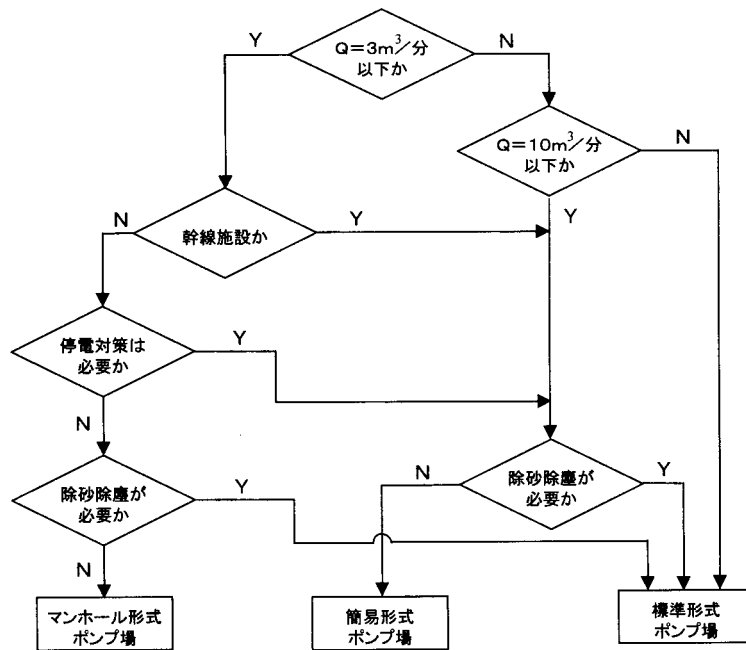 Y
Q＝3m³／分
以下か
N
Q＝10m³／分
以下か
N
Y
幹線施設か
N
Y
停電対策は
必要か
Y
N
除砂除塵が
必要か
Y
N
除砂除塵が
必要か
N
Y
マンホール形式
ポンプ場
簡易形式
ポンプ場
標準形式
ポンプ場